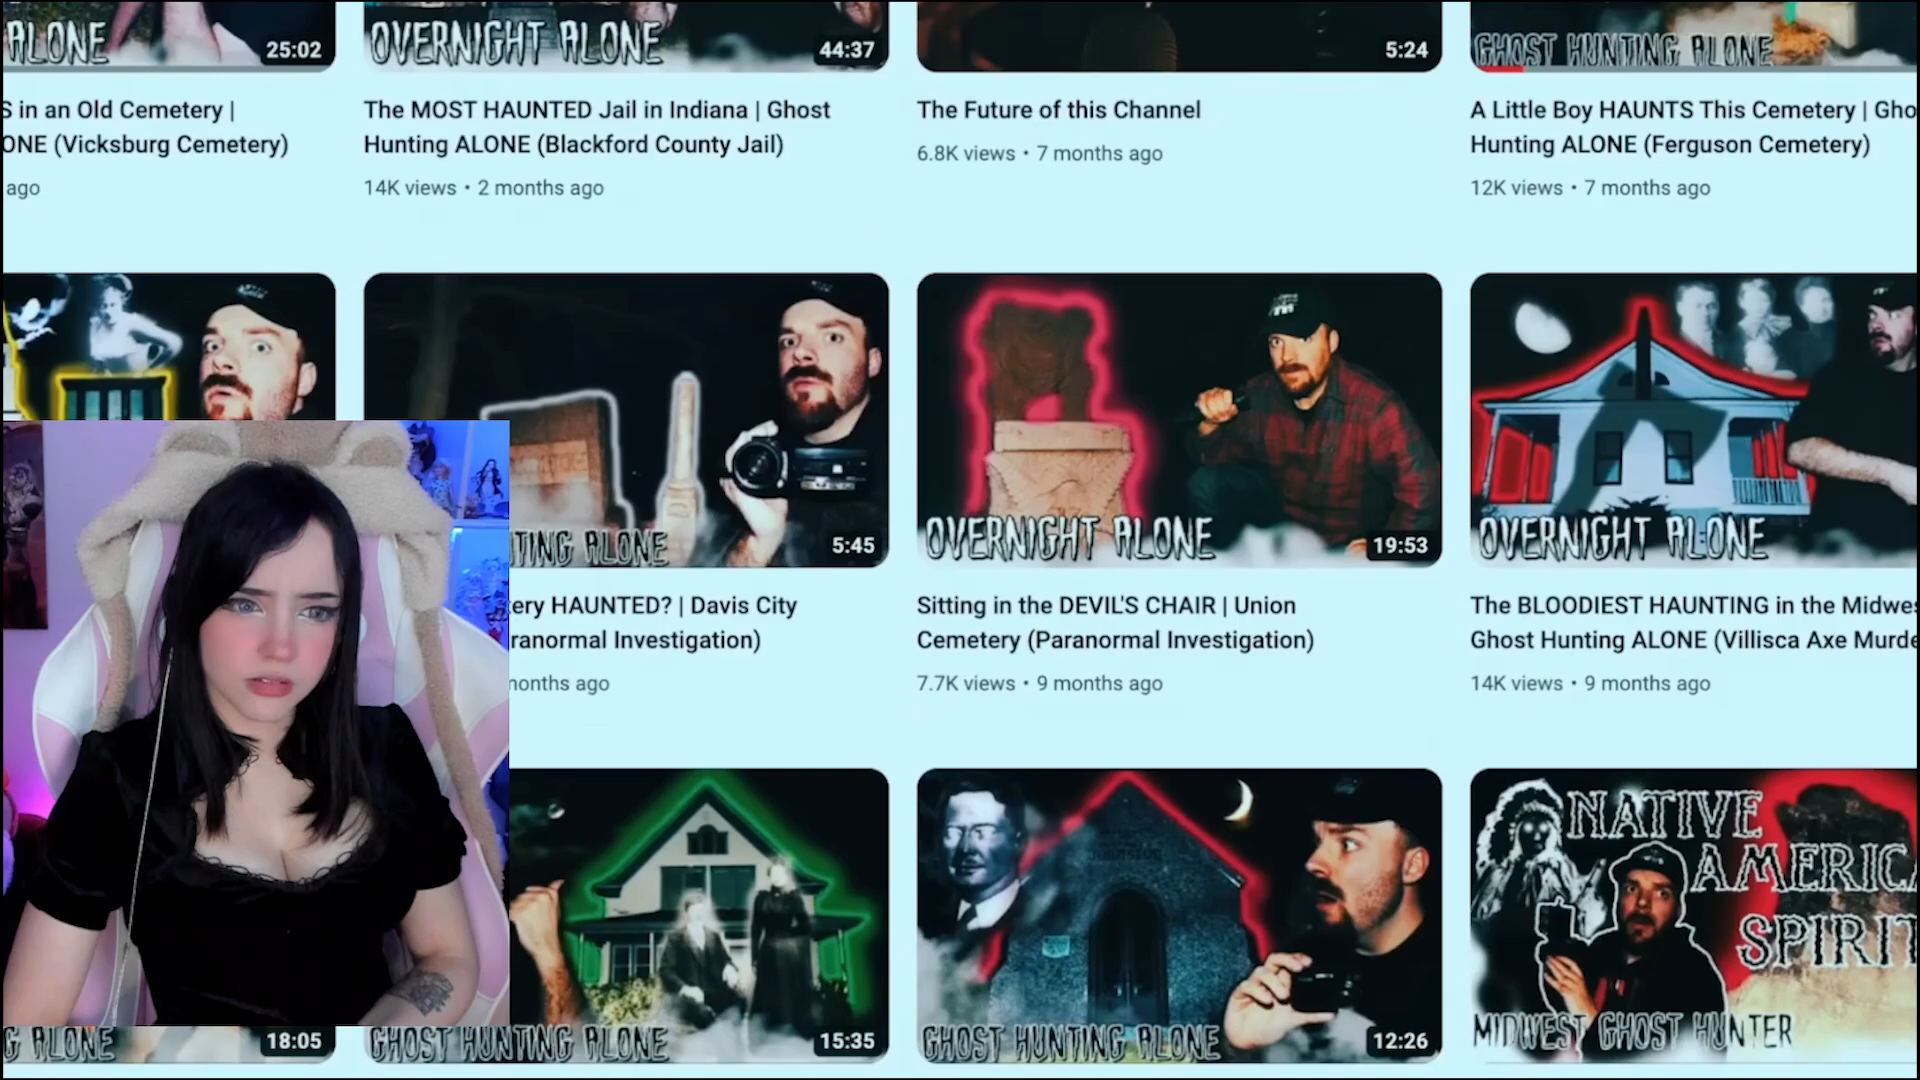 ALONE
25:02
OVERNIGHT ALONE
44:37
5:24
GHOST HUNTING ALONE
S in an Old Cemetery |
ONE (Vicksburg Cemetery)
ago
The MOST HAUNTED Jail in Indiana | Ghost
Hunting ALONE (Blackford County Jail)
14K views • 2 months ago
The Future of this Channel
6.8K views • 7 months ago
A Little Boy HAUNTS This Cemetery | Gho
Hunting ALONE (Ferguson Cemetery)
12K views • 7 months ago
TING ALONE
5:45
OVERNIGHT ALONE
19:53
OVERNIGHT ALONE
tery HAUNTED? | Davis City
ranormal Investigation)
months ago
Sitting in the DEVIL'S CHAIR | Union
Cemetery (Paranormal Investigation)
7.7K views • 9 months ago
The BLOODIEST HAUNTING in the Midwes
Ghost Hunting ALONE (Villisca Axe Murde
14K views • 9 months ago
G ALONE
18:05
GHOST HUNTING ALONE
15:35
GHOST HUNTING ALONE
12:26
NATIVE
AMERICA
SPIRIT
MIDWEST GHOST HUNTER